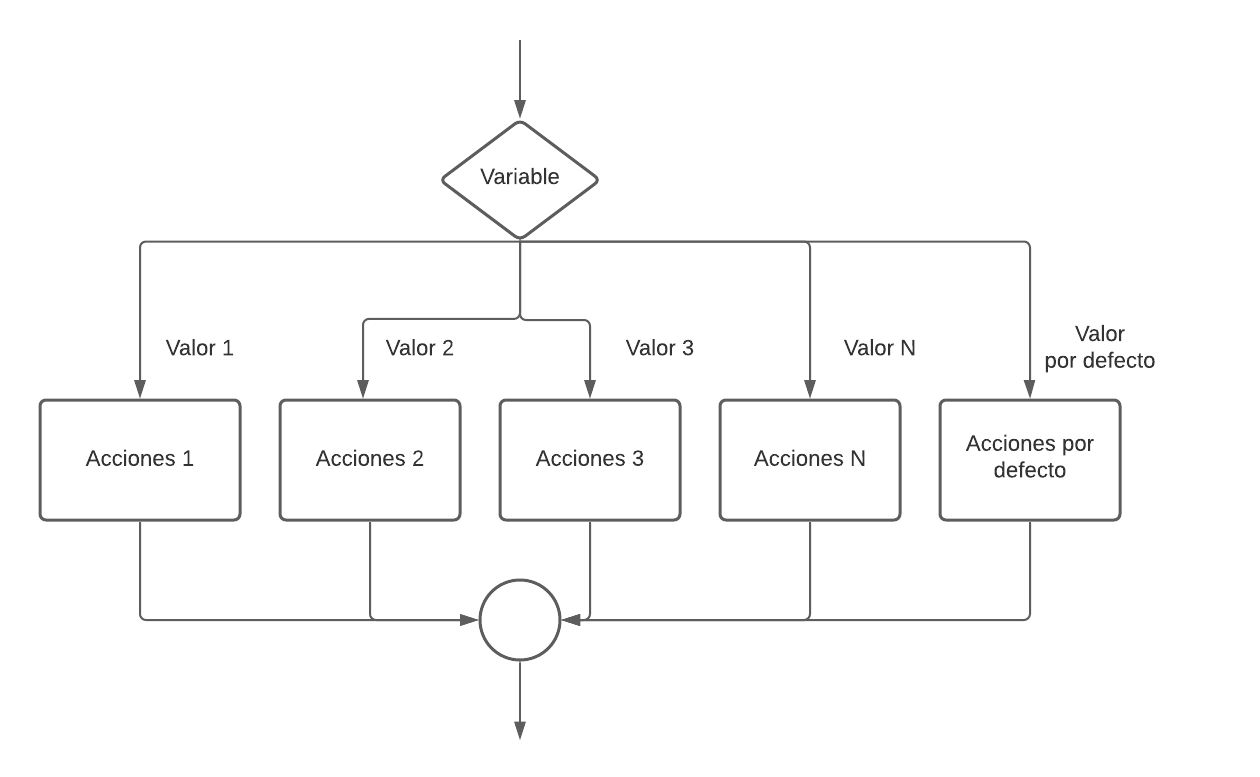 Variable
Valor 1
Valor 2
Valor 3
Valor N
Valor
por defecto
Acciones 1
Acciones 2
Acciones 3
Acciones N
Acciones por
defecto